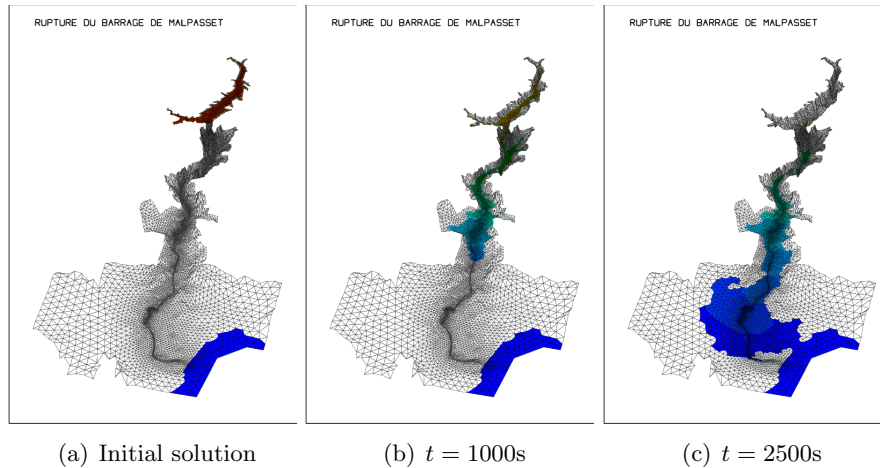 RUPTURE DU BARRAGE DE MALPASSET
RUPTURE DU BARRAGE DE MALPASSET
RUPTURE DU BARRAGE DE MALPASSET
(a) Initial solution
(b) t = 1000s
(c) t = 2500s